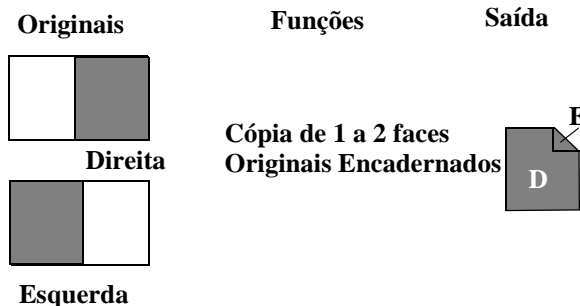 Originais
Funções
Saída
Direita
Cópia de 1 a 2 faces
Originais Encadernados
E
D
Esquerda